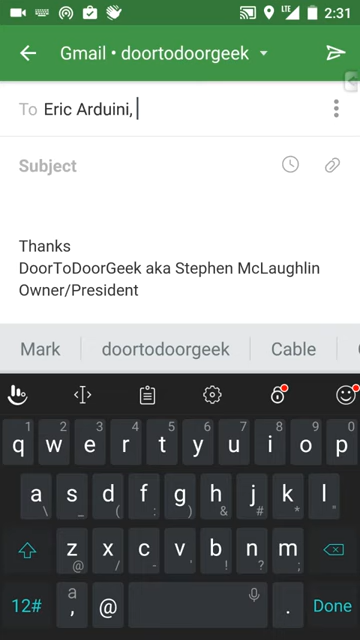 LTE 2:31
Gmail • doortodoorgeek
To Eric Arduini,
Subject
Thanks
DoorToDoorGeek aka Stephen McLaughlin
Owner/President
Mark doortodoorgeek Cable
1 2 3 4 5 6 7 8 9 0
q w e r t y u i o p
a s d f g h j k l
\ _ ( : ) & # * "
z x c v b n m
@ / - ' ! ? ;
12# , @ . Done
a